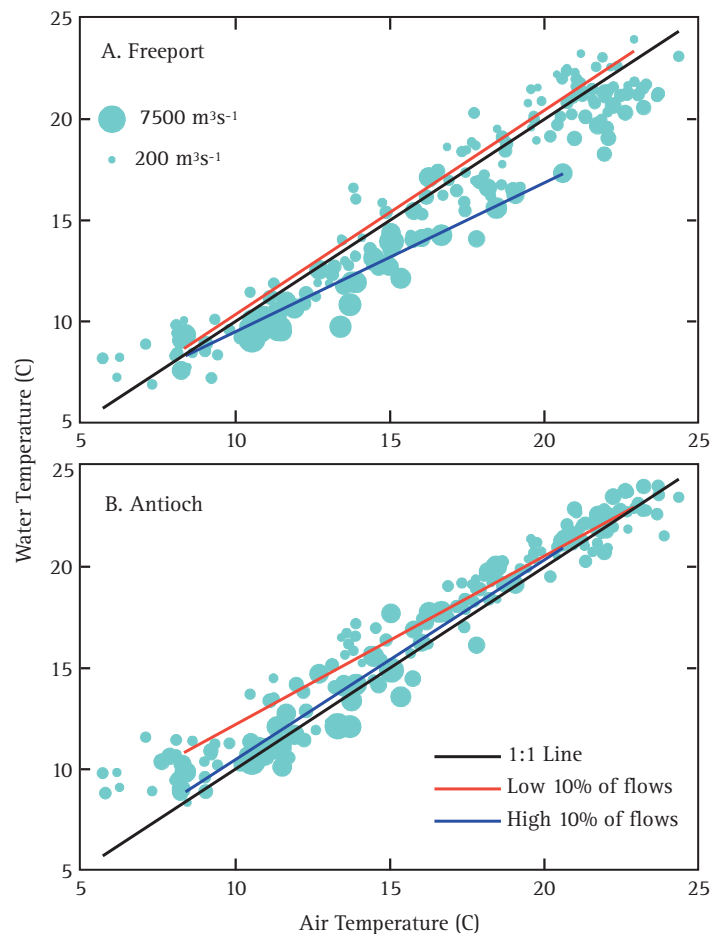 25
A. Freeport
7500 m³s⁻¹
20
200 m³s⁻¹
15
10
5
5
10
15
20
25
Water Temperature (C)
25
B. Antioch
20
15
1:1 Line
Low 10% of flows
10
High 10% of flows
5
5
10
15
20
25
Air Temperature (C)